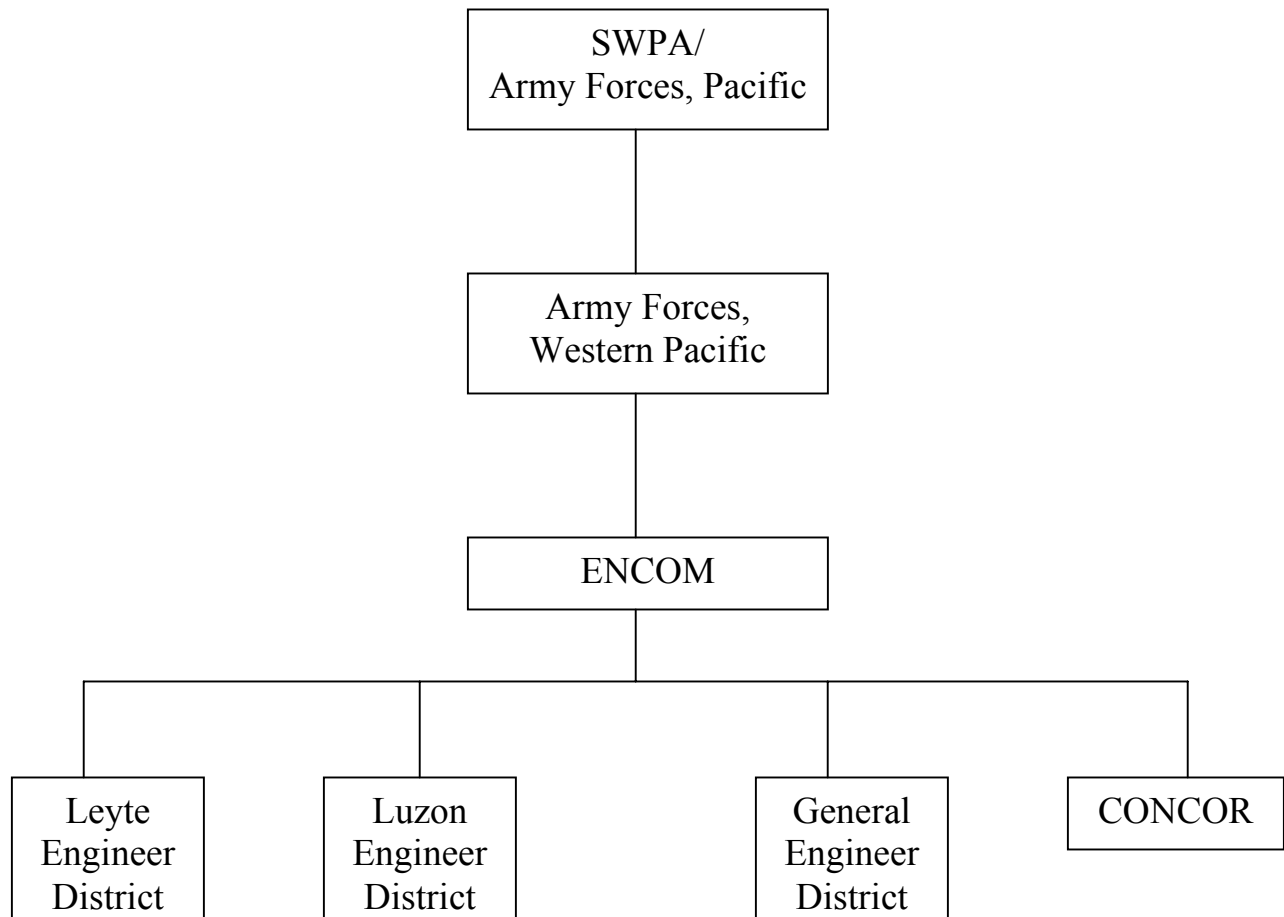 SWPA/
Army Forces, Pacific
Army Forces,
Western Pacific
ENCOM
Leyte
Engineer
District
Luzon
Engineer
District
General
Engineer
District
CONCOR